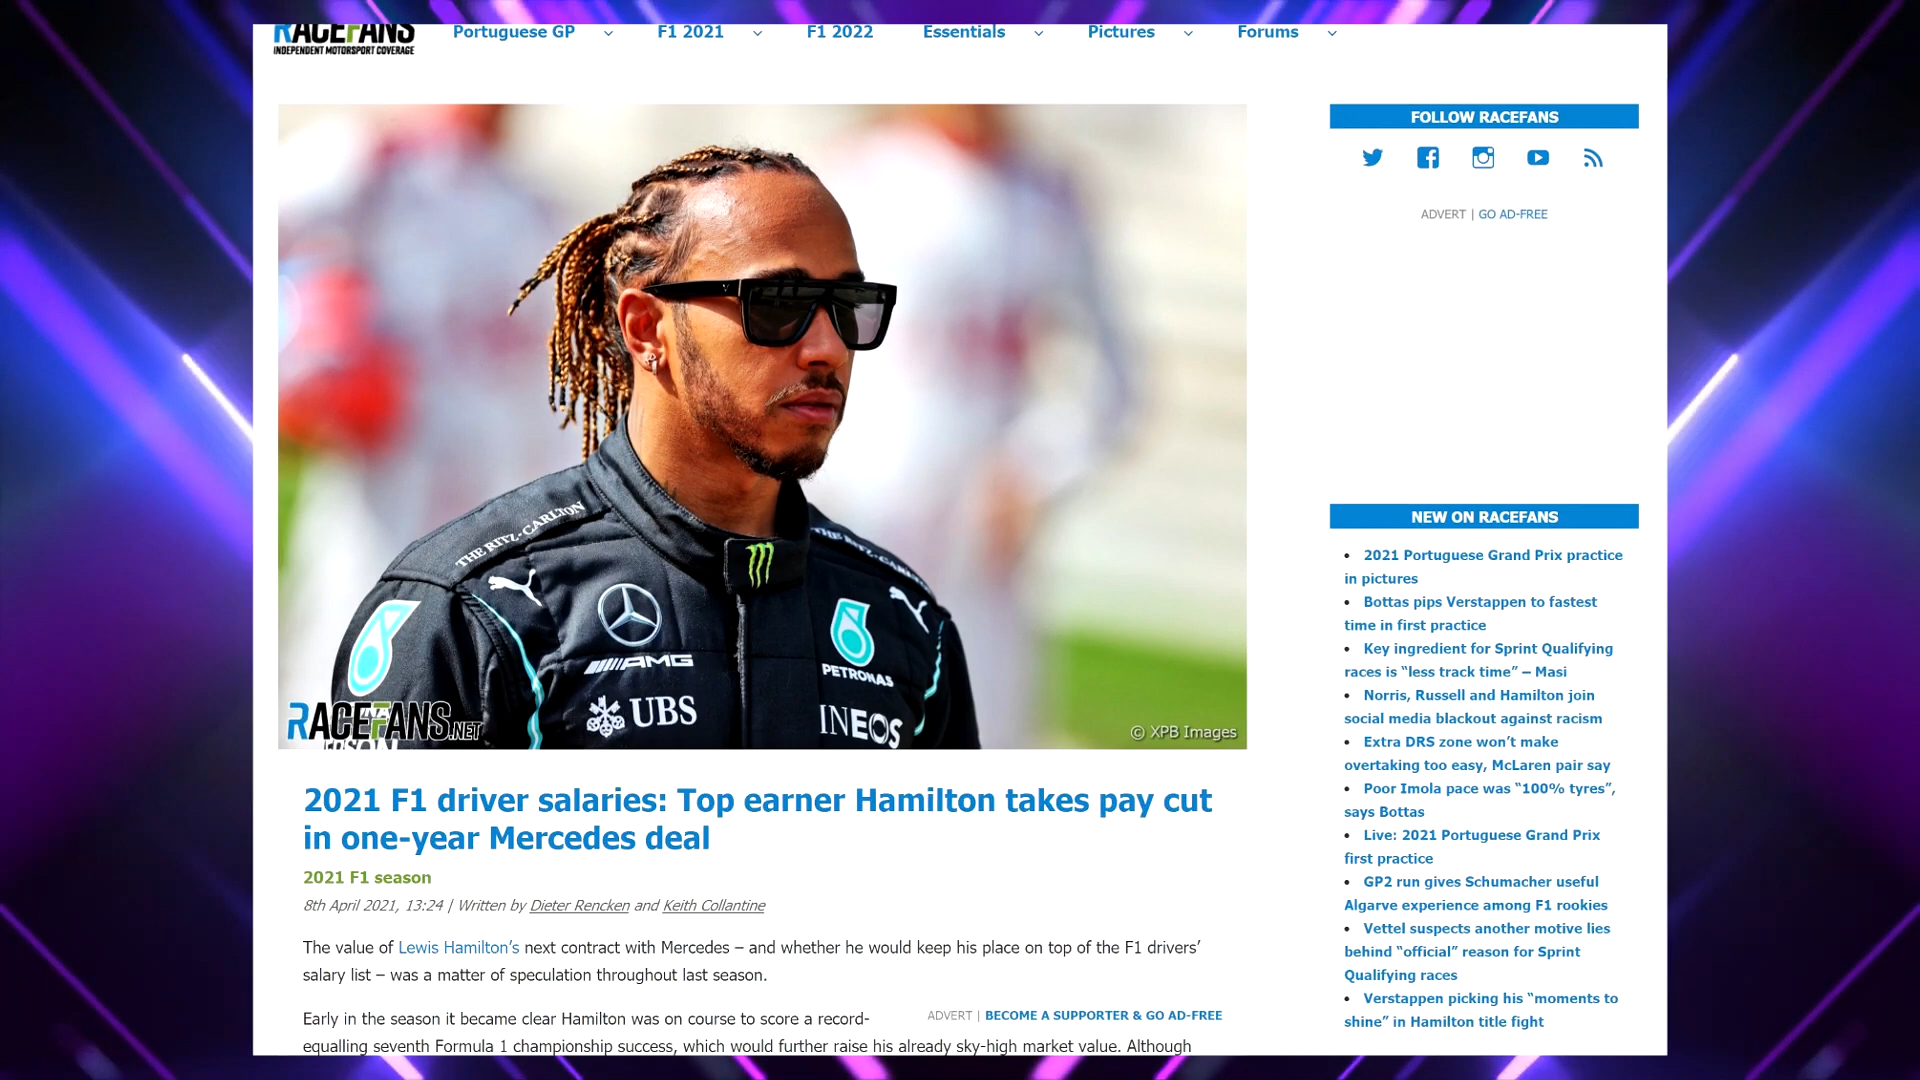 RACEFANS
INDEPENDENT MOTORSPORT COVERAGE
Portuguese GP
F1 2021
F1 2022
Essentials
Pictures
Forums
THE RITZ-CARLTON
AMG
UBS
PETRONAS
INEOS
RACEFANS.NET
© XPB Images
2021 F1 driver salaries: Top earner Hamilton takes pay cut
in one-year Mercedes deal
2021 F1 season
8th April 2021, 13:24 | Written by Dieter Rencken and Keith Collantine
The value of Lewis Hamilton’s next contract with Mercedes – and whether he would keep his place on top of the F1 drivers’
salary list – was a matter of speculation throughout last season.
Early in the season it became clear Hamilton was on course to score a record-
ADVERT | BECOME A SUPPORTER & GO AD-FREE
equalling seventh Formula 1 championship success, which would further raise his already sky-high market value. Although
FOLLOW RACEFANS
ADVERT | GO AD-FREE
NEW ON RACEFANS
• 2021 Portuguese Grand Prix practice
in pictures
• Bottas pips Verstappen to fastest
time in first practice
• Key ingredient for Sprint Qualifying
races is “less track time” – Masi
• Norris, Russell and Hamilton join
social media blackout against racism
• Extra DRS zone won’t make
overtaking too easy, McLaren pair say
• Poor Imola pace was “100% tyres”,
says Bottas
• Live: 2021 Portuguese Grand Prix
first practice
• GP2 run gives Schumacher useful
Algarve experience among F1 rookies
• Vettel suspects another motive lies
behind “official” reason for Sprint
Qualifying races
• Verstappen picking his “moments to
shine” in Hamilton title fight